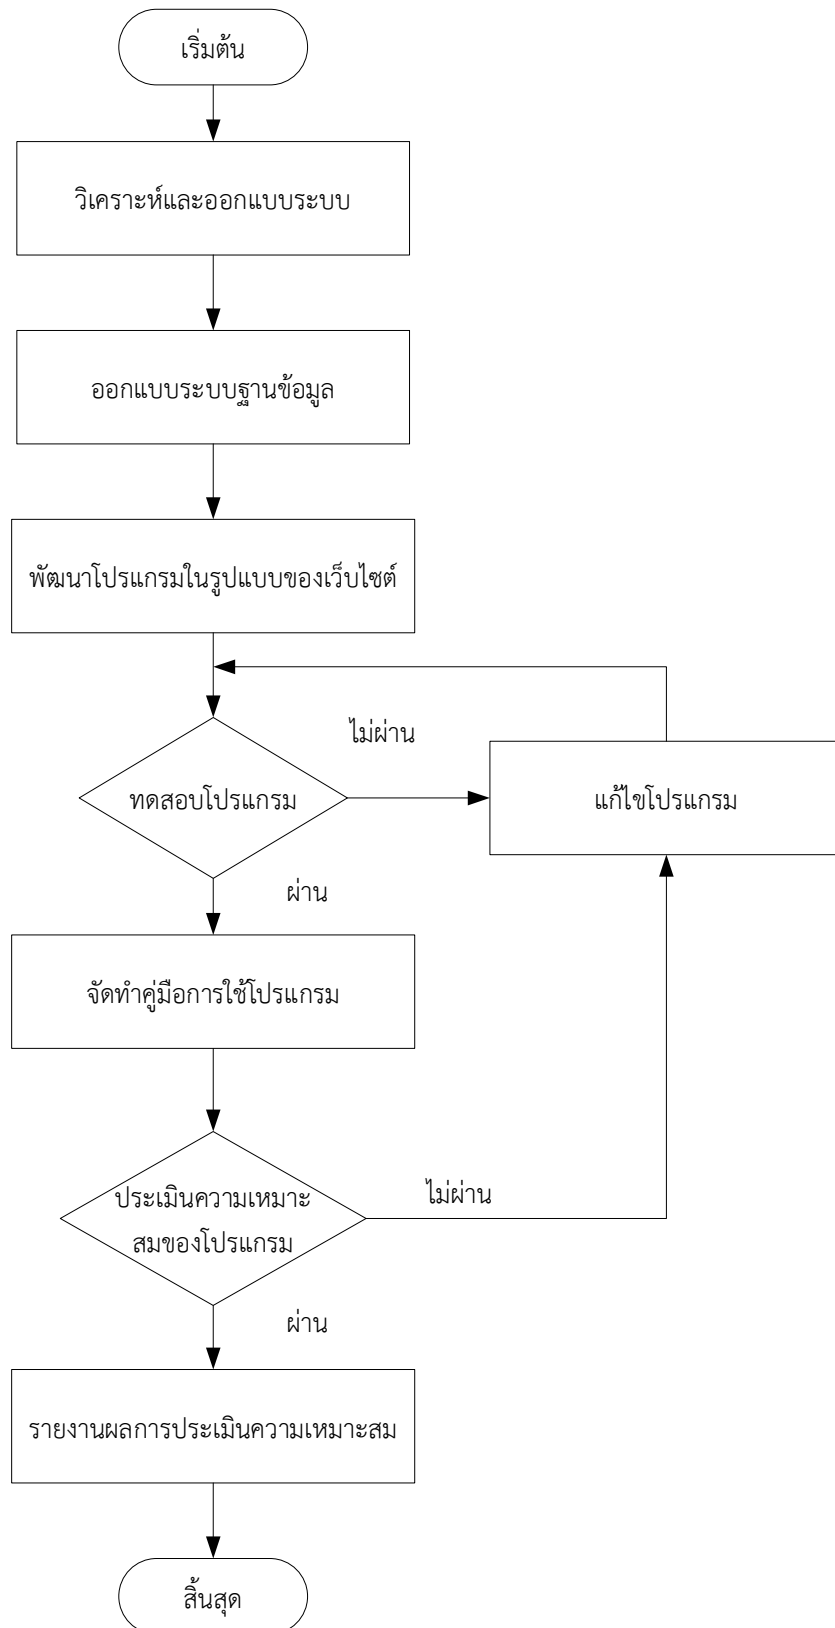 เริ่มต้น
วิเคราะห์และออกแบบระบบ
ออกแบบระบบฐานข้อมูล
พัฒนาโปรแกรมในรูปแบบของเว็บไซต์
ไม่ผ่าน
ทดสอบโปรแกรม
แก้ไขโปรแกรม
ผ่าน
จัดทำคู่มือการใช้โปรแกรม
ไม่ผ่าน
ประเมินความเหมาะ
สมของโปรแกรม
ผ่าน
รายงานผลการประเมินความเหมาะสม
สิ้นสุด